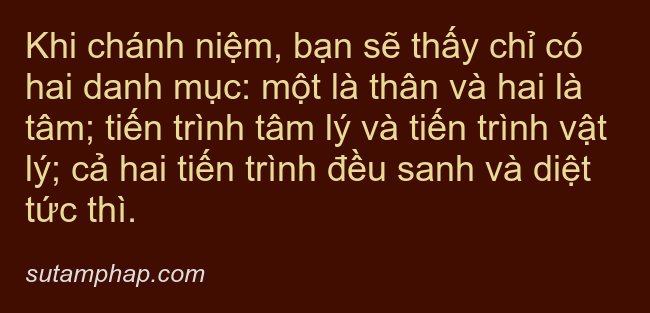 Khi chánh niệm, bạn sẽ thấy chỉ có
hai danh mục: một là thân và hai là
tâm; tiến trình tâm lý và tiến trình vật
lý; cả hai tiến trình đều sanh và diệt
tức thì.
sutamphap.com